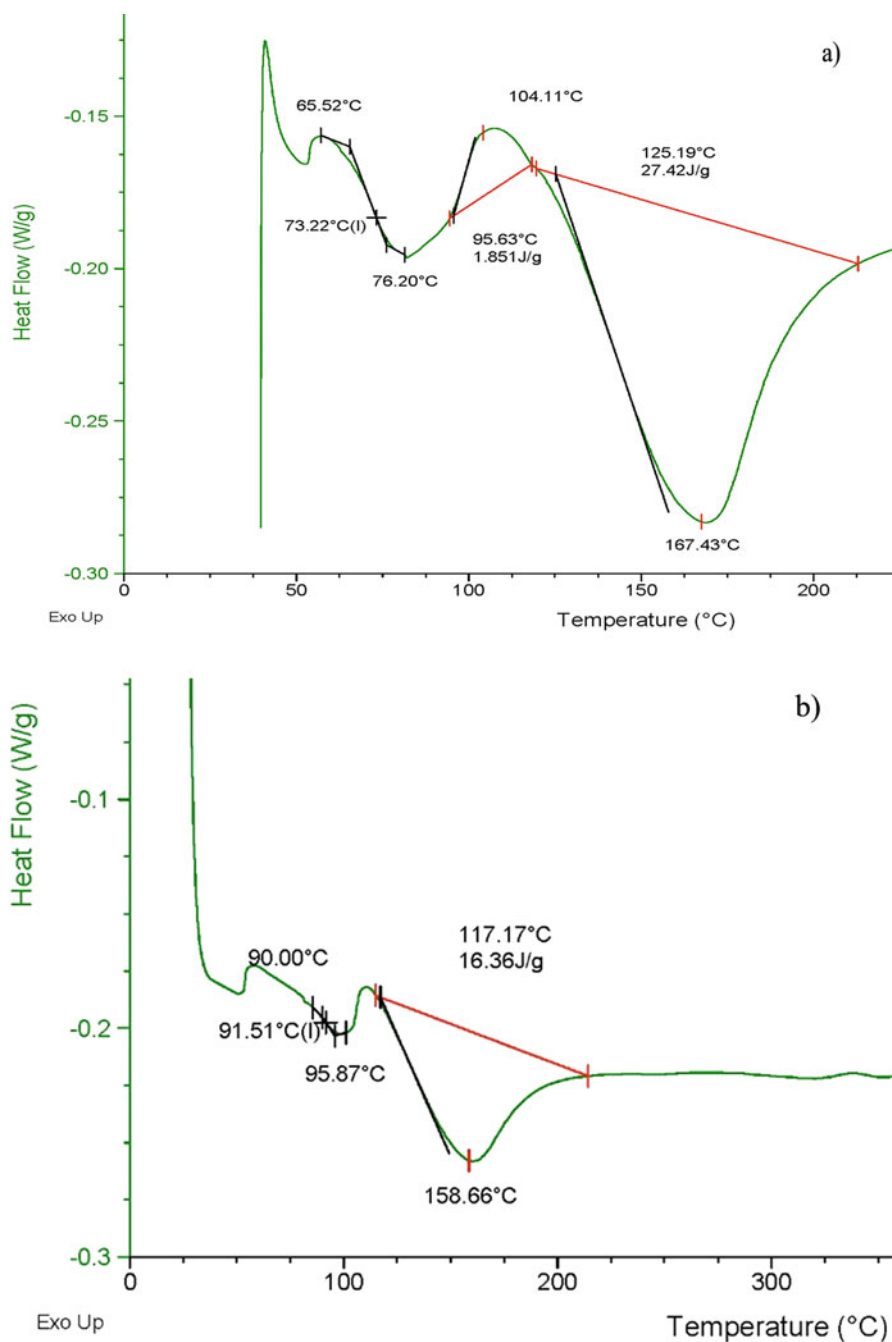 a)
65.52°C
104.11°C
-0.15
125.19°C
27.42J/g
73.22°C(I)
95.63°C
1.851J/g
-0.20
76.20°C
Heat Flow (W/g)
-0.25
167.43°C
-0.30
0
50
100
150
200
Exo Up
Temperature (°C)
b)
-0.1
Heat Flow (W/g)
117.17°C
16.36J/g
90.00°C
-0.2
91.51°C(I)
95.87°C
158.66°C
-0.3
0
100
200
300
Exo Up
Temperature (°C)